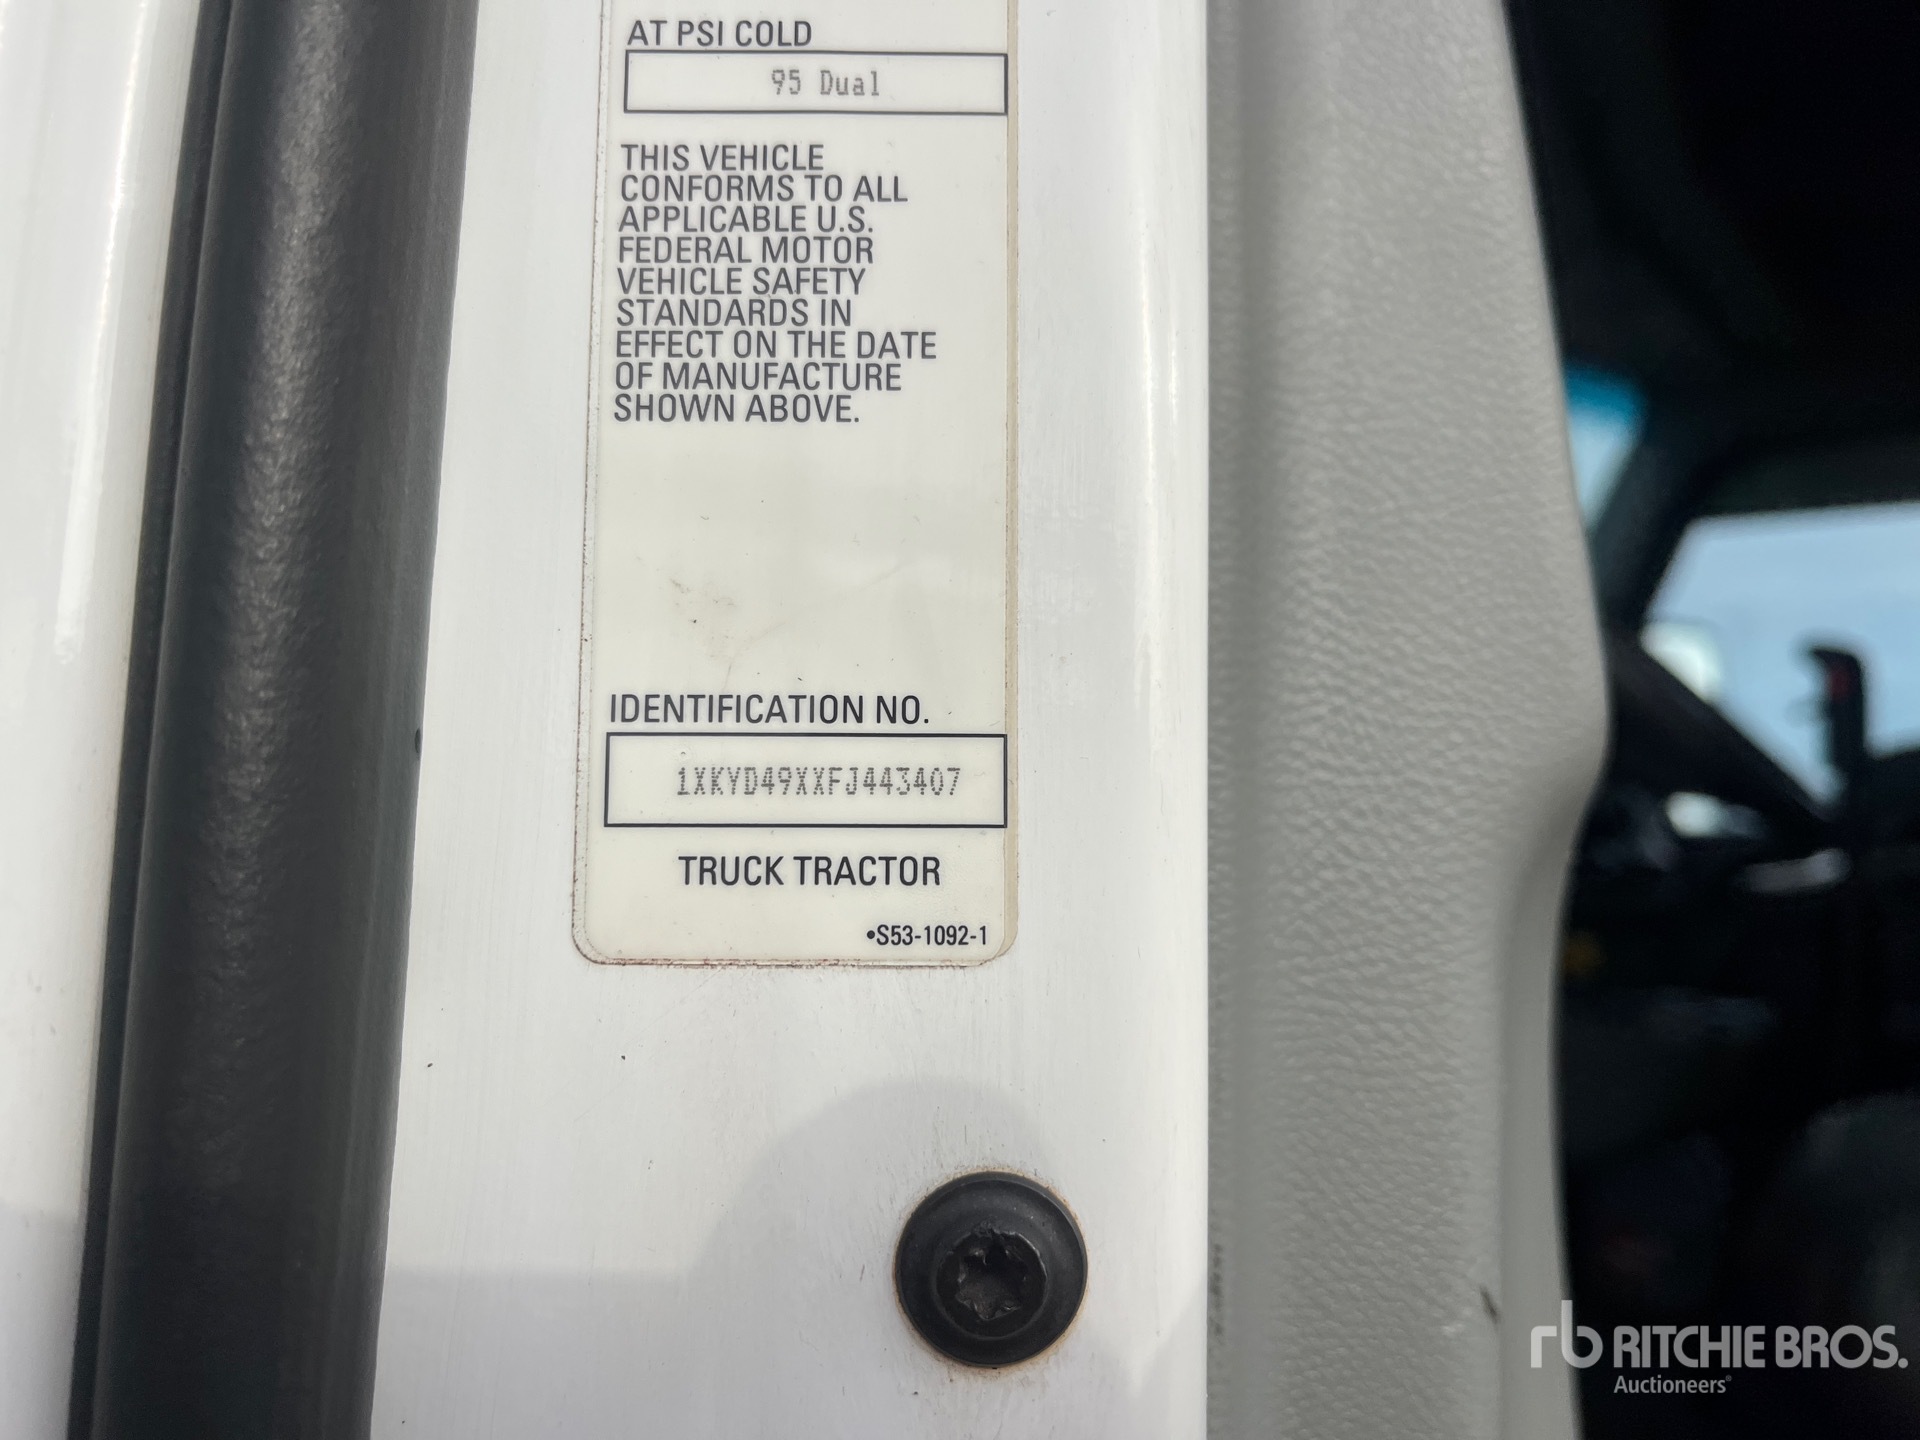 AT PSI COLD
95 Dual
THIS VEHICLE
CONFORMS TO ALL
APPLICABLE U.S.
FEDERAL MOTOR
VEHICLE SAFETY
STANDARDS IN
EFFECT ON THE DATE
OF MANUFACTURE
SHOWN ABOVE.
IDENTIFICATION NO.
1XKYD49XXFJ443407
TRUCK TRACTOR
•S53-1092-1
rb RITCHIE BROS.
Auctioneers®